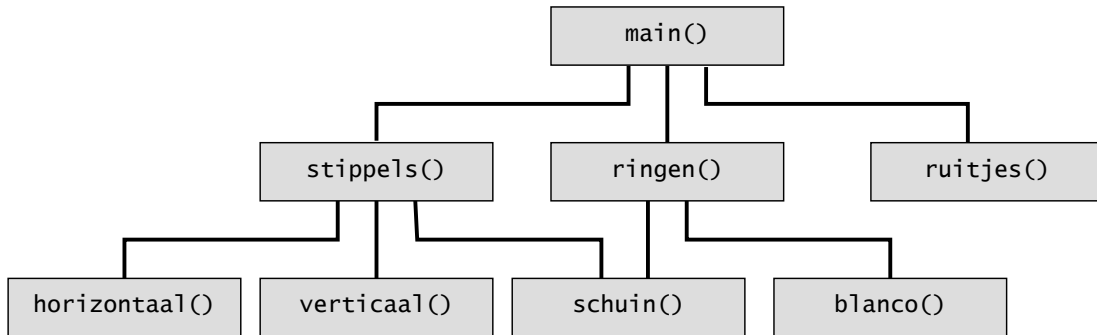 main()
stippels()
ringen()
ruitjes()
horizontaal()
verticaal()
schuin()
blanco()